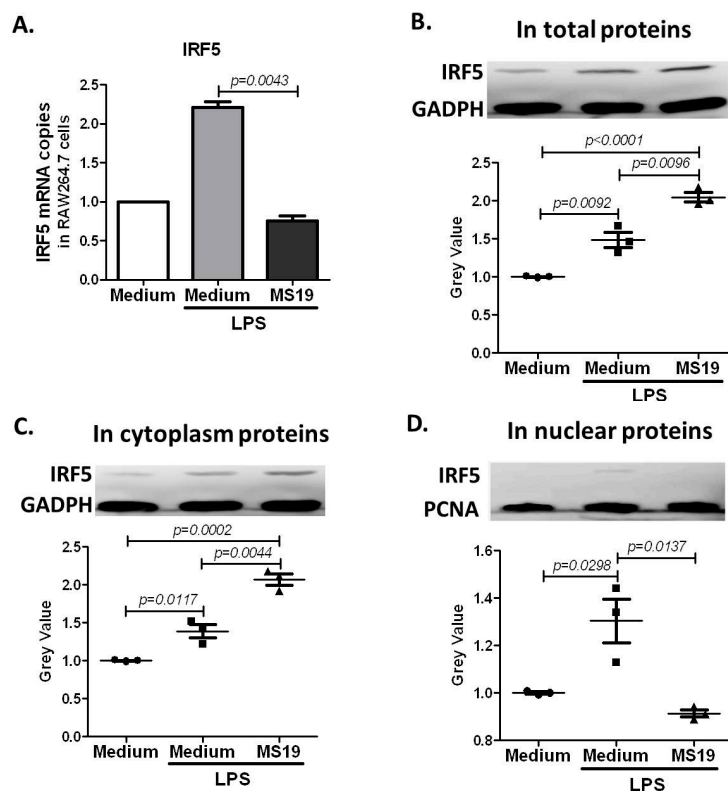 A.
IRF5
IRF5 mRNA copies
in RAW264.7 cells
2.5
2.0
1.5
1.0
0.5
0.0
p=0.0043
Medium Medium MS19
LPS
B.
In total proteins
IRF5
GADPH
p<0.0001
p=0.0096
p=0.0092
Grey Value
2.5
2.0
1.5
1.0
0.5
0.0
Medium Medium MS19
LPS
C.
In cytoplasm proteins
IRF5
GADPH
p=0.0002
p=0.0044
p=0.0117
Grey Value
2.5
2.0
1.5
1.0
0.5
0.0
Medium Medium MS19
LPS
D.
In nuclear proteins
IRF5
PCNA
p=0.0137
p=0.0298
Grey Value
1.6
1.4
1.2
1.0
0.8
Medium Medium MS19
LPS